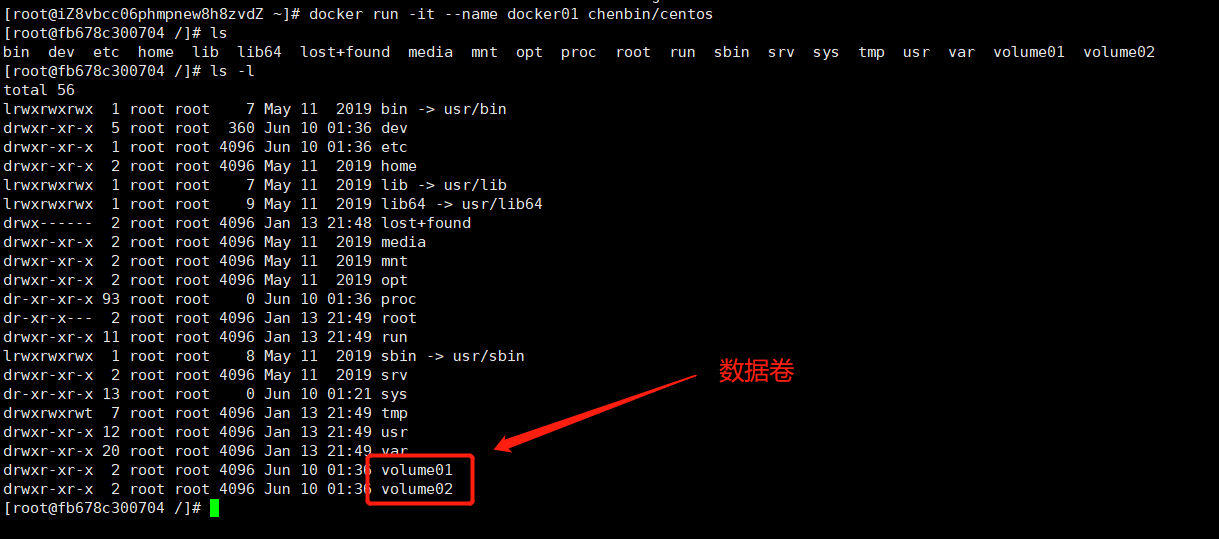 [root@iZ8vbcc06phmpnew8h8zvdZ ~]# docker run -it --name docker01 chenbin/centos
[root@fb678c300704 /]# ls
bin  dev  etc  home  lib  lib64  lost+found  media  mnt  opt  proc  root  run  sbin  srv  sys  tmp  usr  var  volume01  volume02
[root@fb678c300704 /]# ls -l
total 56
lrwxrwxrwx  1 root root    7 May 11  2019 bin -> usr/bin
drwxr-xr-x  5 root root  360 Jun 10 01:36 dev
drwxr-xr-x  1 root root 4096 Jun 10 01:36 etc
drwxr-xr-x  2 root root 4096 May 11  2019 home
lrwxrwxrwx  1 root root    7 May 11  2019 lib -> usr/lib
lrwxrwxrwx  1 root root    9 May 11  2019 lib64 -> usr/lib64
drwx------  2 root root 4096 Jan 13 21:48 lost+found
drwxr-xr-x  2 root root 4096 May 11  2019 media
drwxr-xr-x  2 root root 4096 May 11  2019 mnt
drwxr-xr-x  2 root root 4096 May 11  2019 opt
dr-xr-xr-x 93 root root    0 Jun 10 01:36 proc
dr-xr-x---  2 root root 4096 Jan 13 21:49 root
drwxr-xr-x 11 root root 4096 Jan 13 21:49 run
lrwxrwxrwx  1 root root    8 May 11  2019 sbin -> usr/sbin
drwxr-xr-x  2 root root 4096 May 11  2019 srv
dr-xr-xr-x 13 root root    0 Jun 10 01:21 sys
drwxrwxrwt  7 root root 4096 Jan 13 21:49 tmp
drwxr-xr-x 12 root root 4096 Jan 13 21:49 usr
drwxr-xr-x 20 root root 4096 Jan 13 21:49 var
drwxr-xr-x  2 root root 4096 Jun 10 01:36 volume01
drwxr-xr-x  2 root root 4096 Jun 10 01:36 volume02
[root@fb678c300704 /]#
数据卷